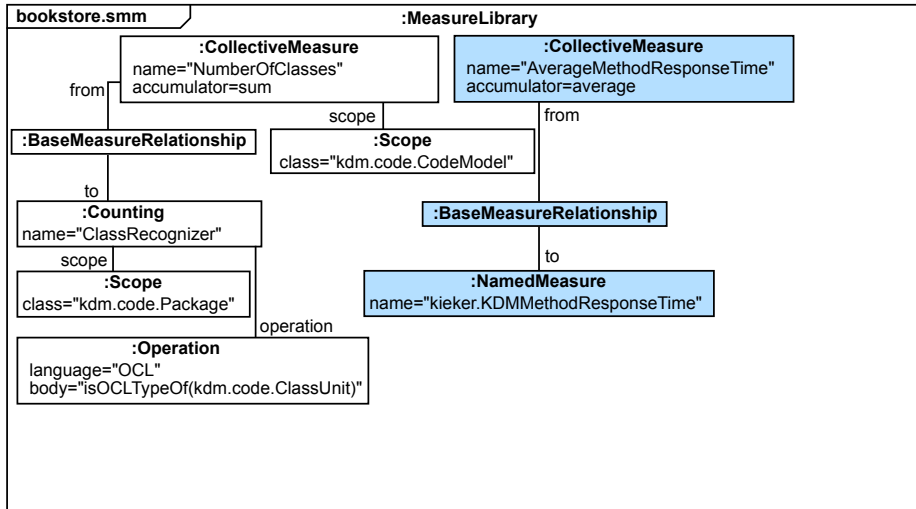 bookstore.smm
:MeasureLibrary
:CollectiveMeasure
name="NumberOfClasses"
accumulator=sum
:CollectiveMeasure
name="AverageMethodResponseTime"
accumulator=average
from
scope
from
:BaseMeasureRelationship
:Scope
class="kdm.code.CodeModel"
to
:Counting
name="ClassRecognizer"
:BaseMeasureRelationship
scope
to
:Scope
class="kdm.code.Package"
:NamedMeasure
name="kieker.KDMMethodResponseTime"
operation
:Operation
language="OCL"
body="isOCLTypeOf(kdm.code.ClassUnit)"